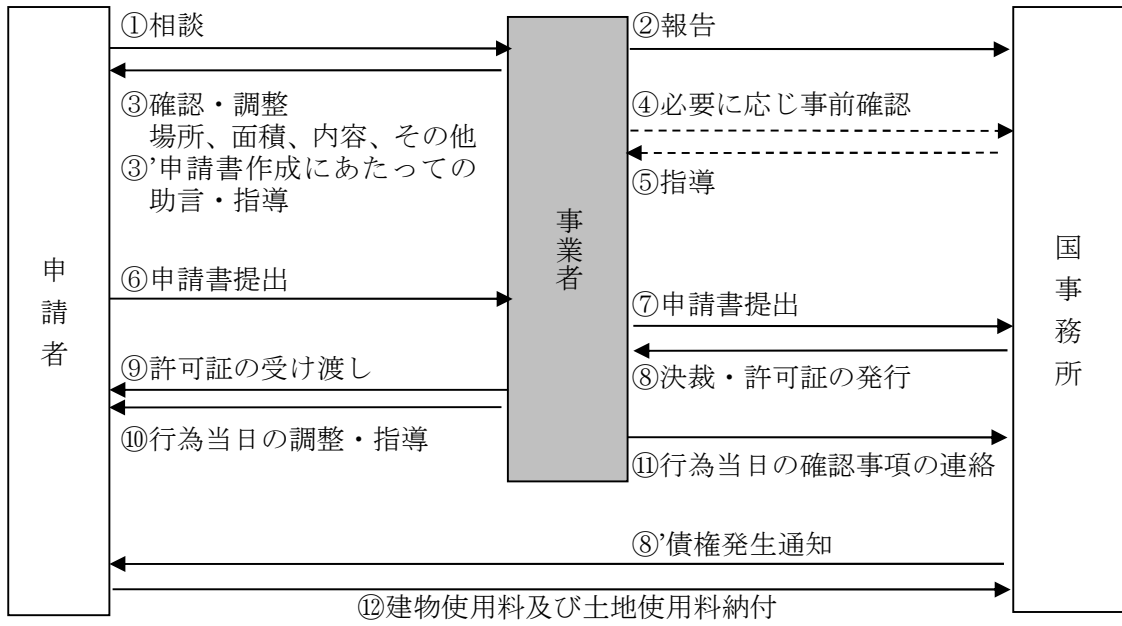 ①相談
②報告
③確認・調整
場所、面積、内容、その他
③’申請書作成にあたっての
助言・指導
④必要に応じ事前確認
⑤指導
申請者
事業者
国事務所
⑥申請書提出
⑦申請書提出
⑧決裁・許可証の発行
⑨許可証の受け渡し
⑩行為当日の調整・指導
⑪行為当日の確認事項の連絡
⑧’債権発生通知
⑫建物使用料及び土地使用料納付